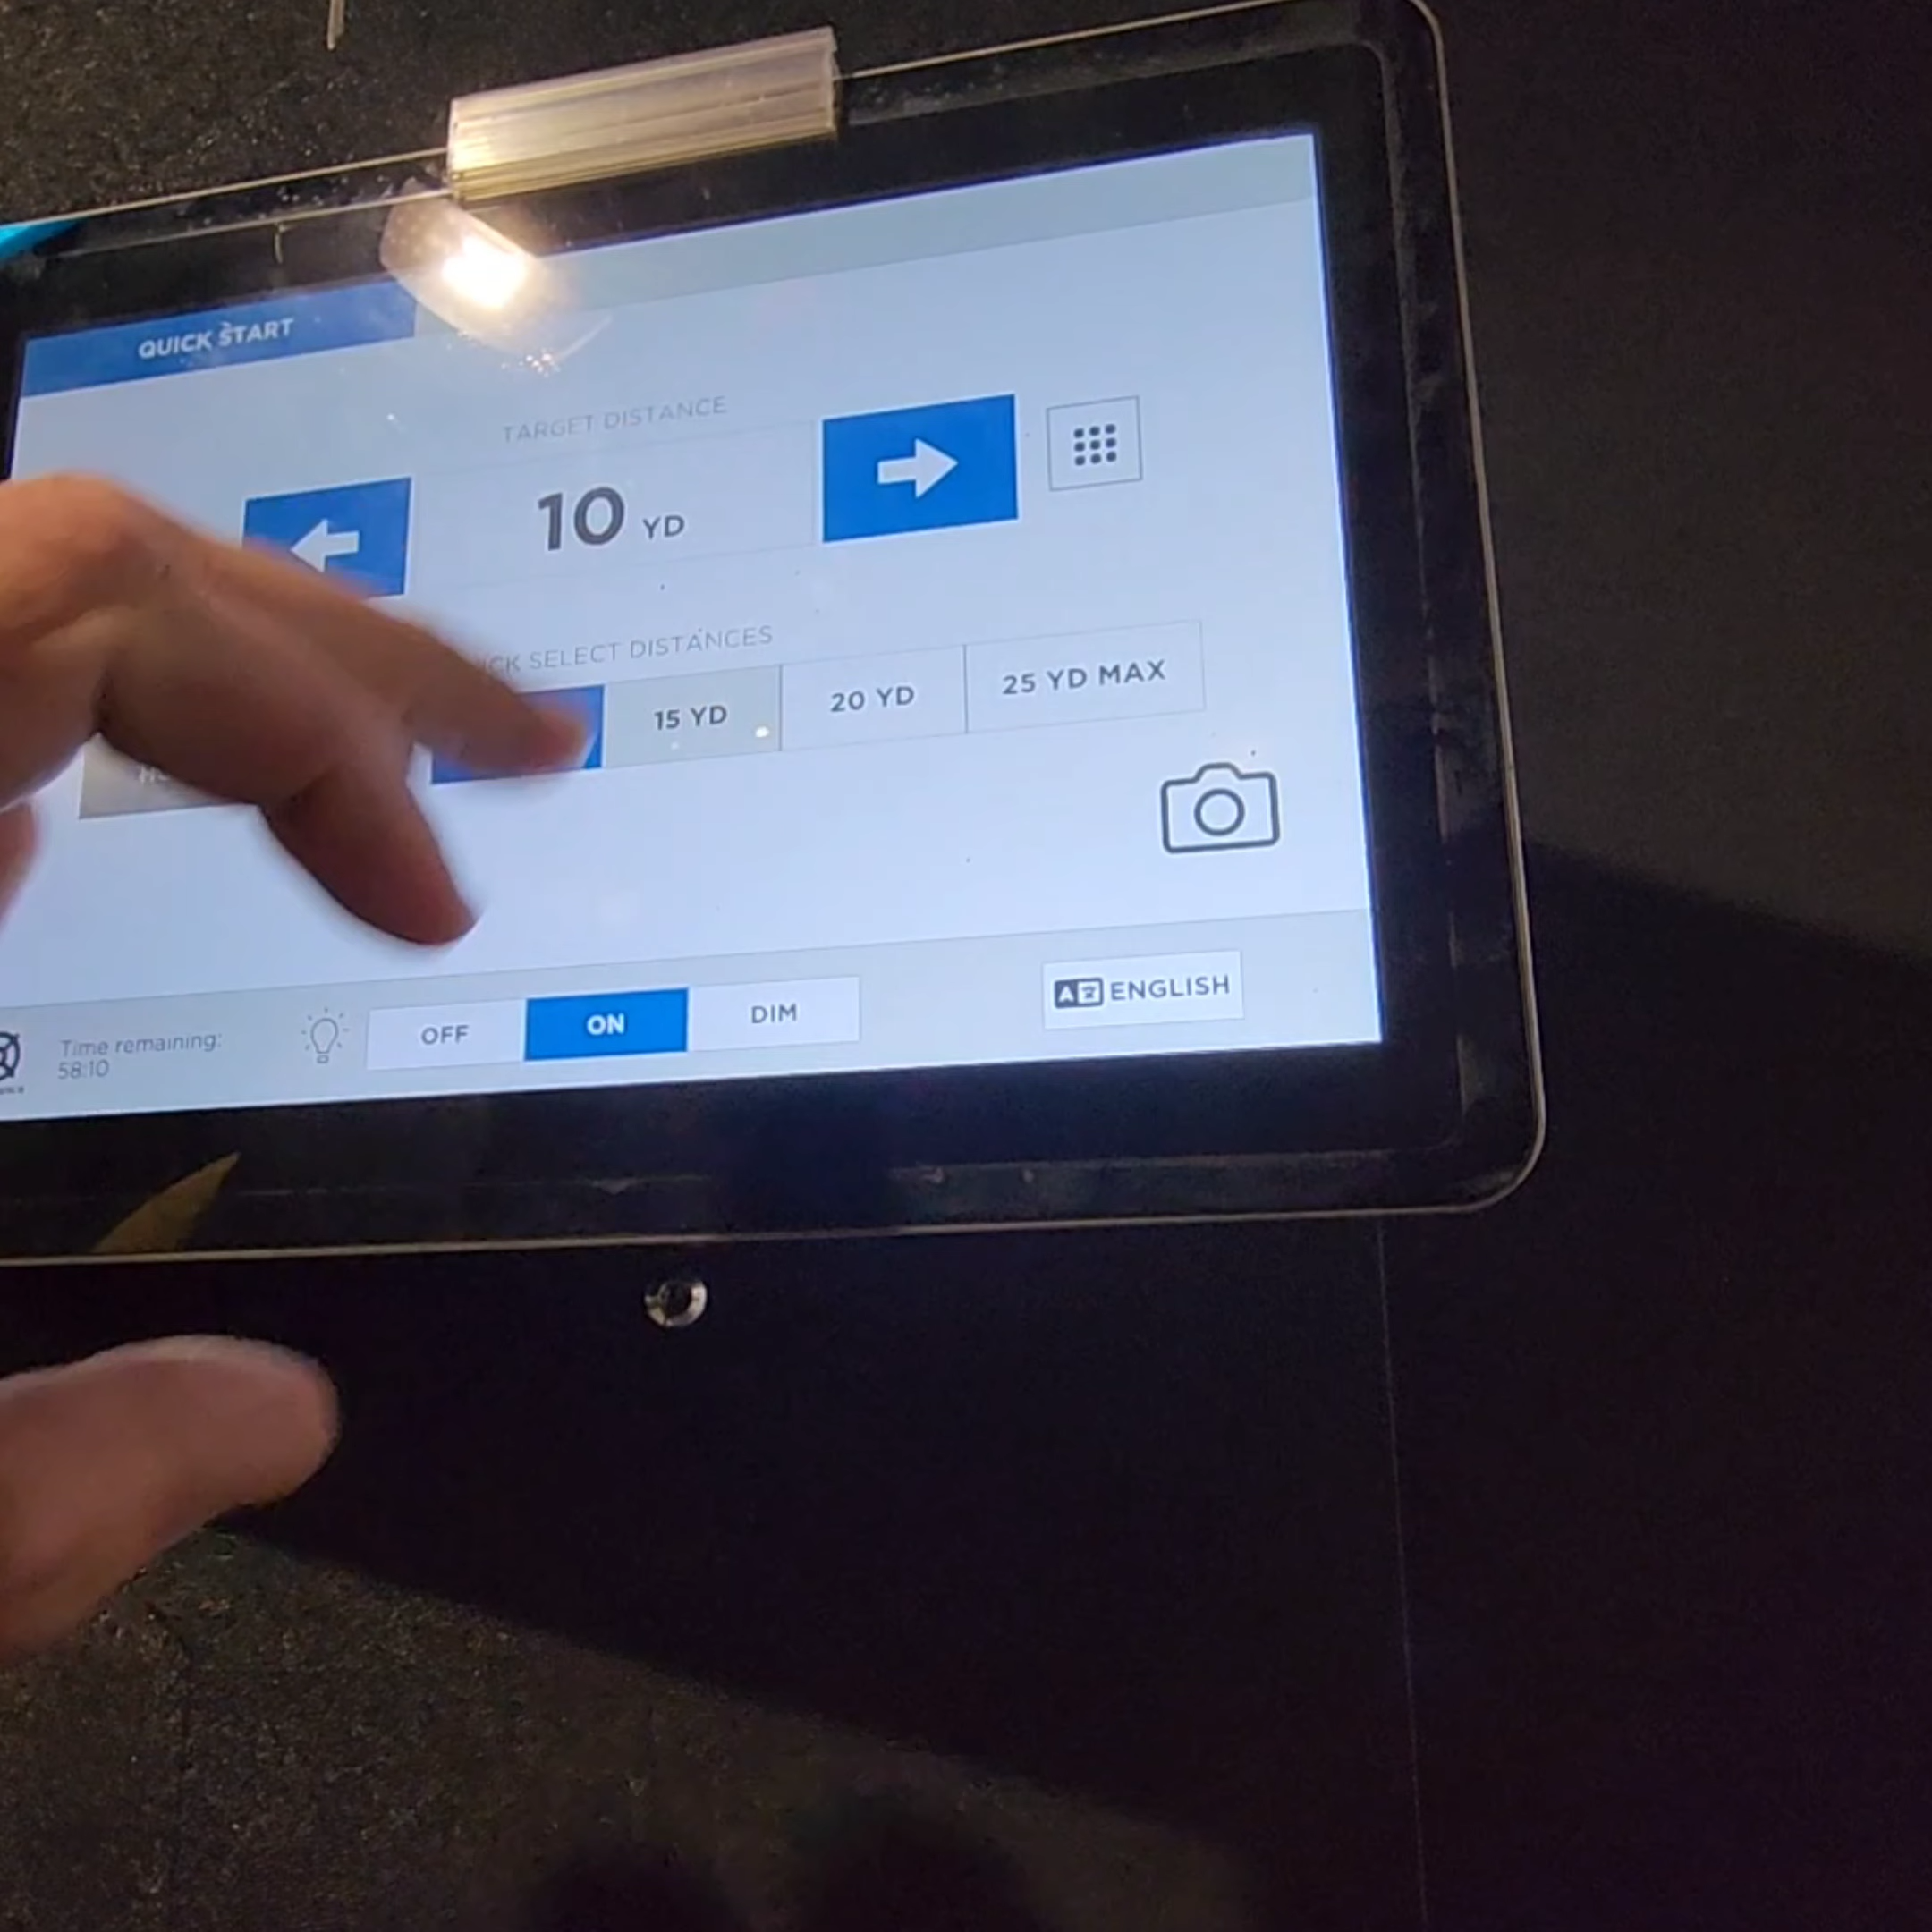 QUICK START
TARGET DISTANCE
10 YD
SELECT DISTANCES
15 YD
20 YD
25 YD MAX
Time remaining:
58:10
OFF
ON
DIM
ENGLISH